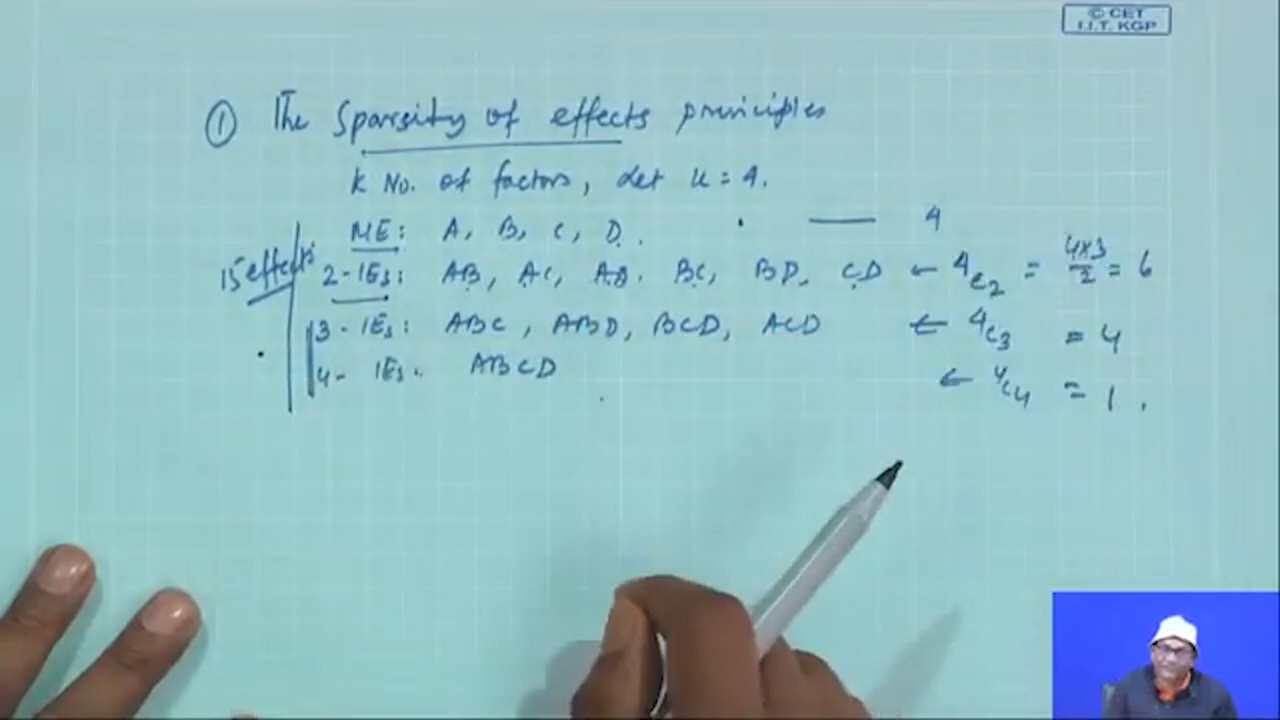 © CET
I.I.T. KGP
① The Sparsity of effects principles
K No. of factors, Let K = 4.
ME: A, B, C, D. — 4
15 effects
2-IEs: AB, AC, AD. BC, BD, CD ← 4c2 = 4x3/2 = 6
3-IEs: ABC, ABD, BCD, ACD ← 4c3 = 4
4-IEs. ABCD ← 4c4 = 1.